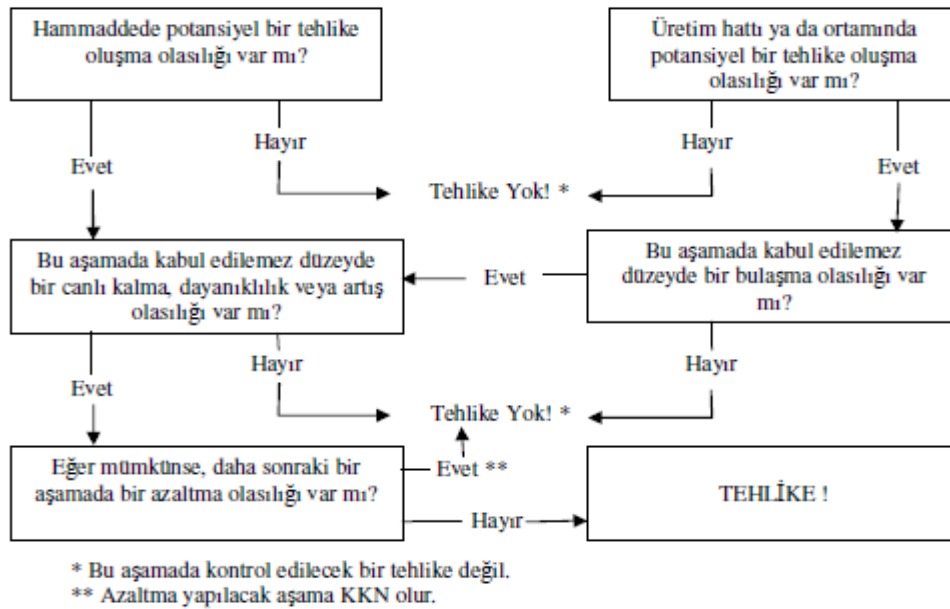 Hammaddede potansiyel bir tehlike
oluşma olasılığı var mı?
Üretim hattı ya da ortamında
potansiyel bir tehlike oluşma
olasılığı var mı?
Hayır
Hayır
Evet
Evet
Tehlike Yok! *
Bu aşamada kabul edilemez düzeyde
bir canlı kalma, dayanıklılık veya artış
olasılığı var mı?
Evet
Bu aşamada kabul edilemez
düzeyde bir bulaşma olasılığı var
mı?
Hayır
Hayır
Evet
Tehlike Yok! *
Eğer mümkünse, daha sonraki bir
aşamada bir azaltma olasılığı var mı?
Evet **
TEHLİKE !
Hayır
* Bu aşamada kontrol edilecek bir tehlike değil.
** Azaltma yapılacak aşama KKN olur.